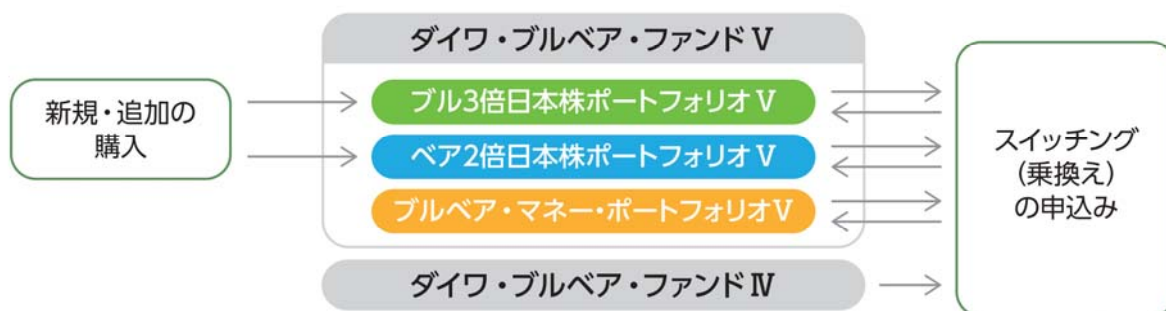 ダイワ・ブルベア・ファンドⅤ
新規・追加の
購入
ブル3倍日本株ポートフォリオⅤ
ベア2倍日本株ポートフォリオⅤ
ブルベア・マネー・ポートフォリオⅤ
スイッチング
(乗換え)
の申込み
ダイワ・ブルベア・ファンドⅣ